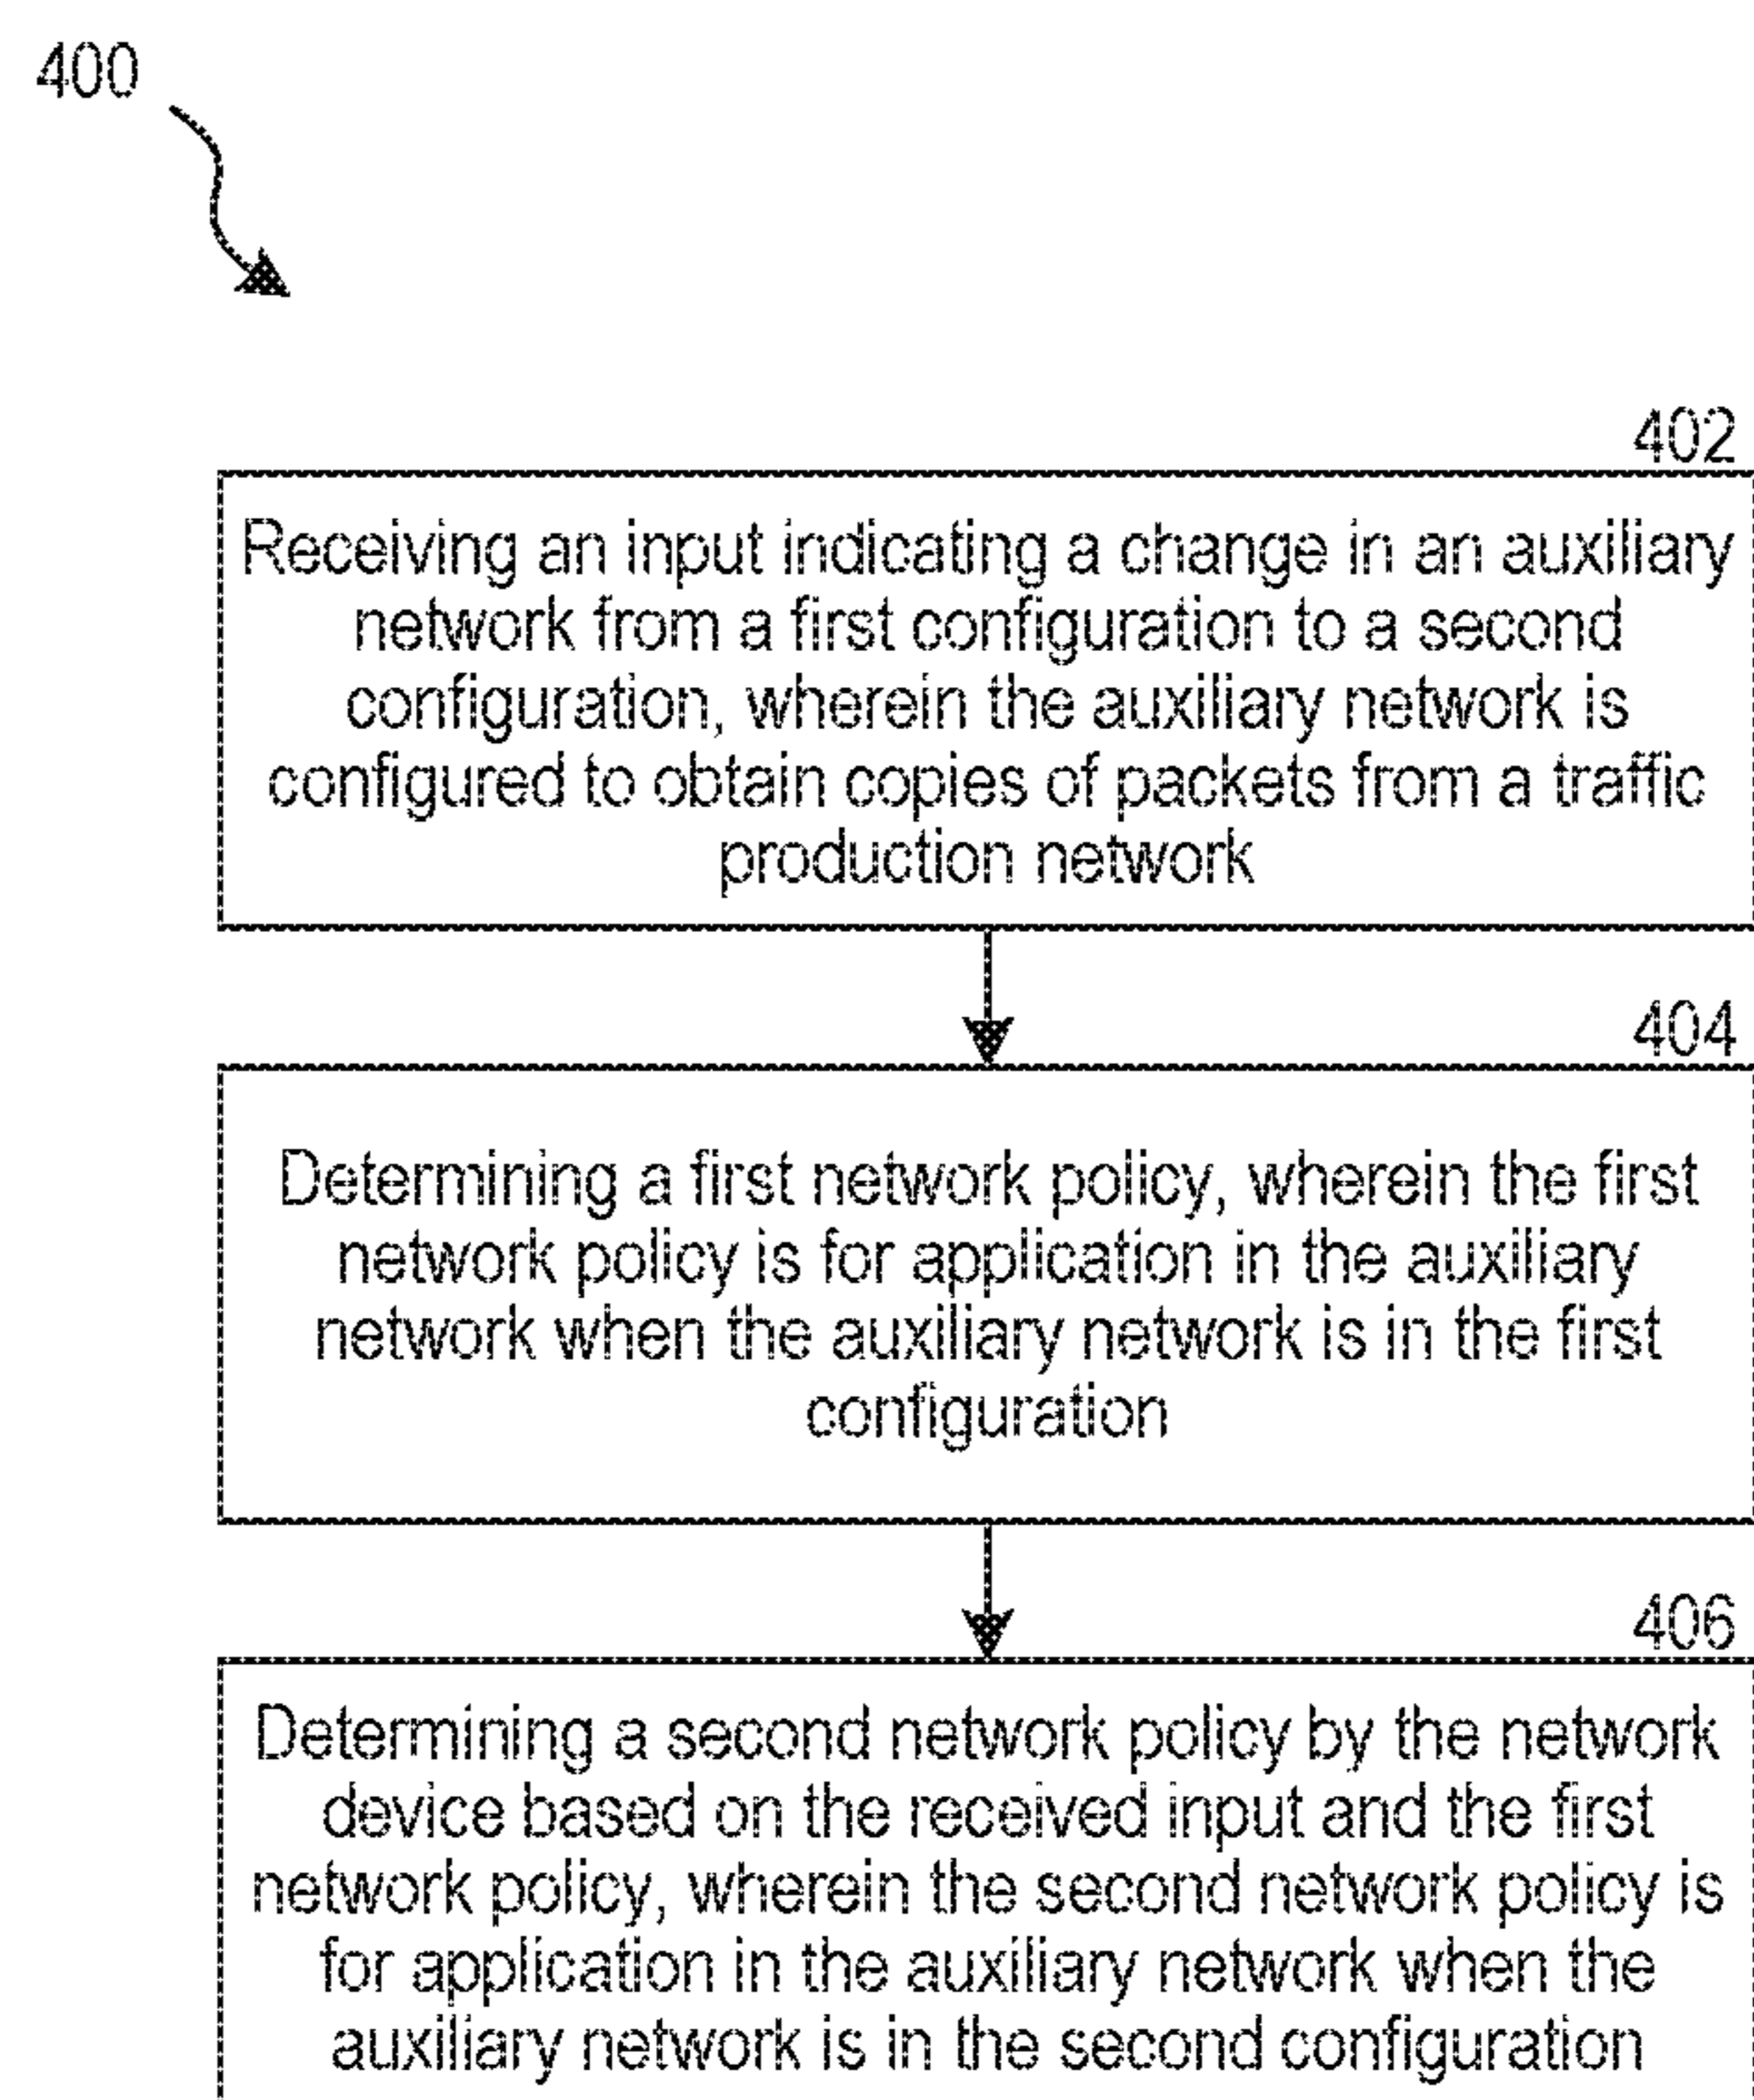 400
402
Receiving an input indicating a change in an auxiliary
network from a first configuration to a second
configuration, wherein the auxiliary network is
configured to obtain copies of packets from a traffic
production network
404
Determining a first network policy, wherein the first
network policy is for application in the auxiliary
network when the auxiliary network is in the first
configuration
406
Determining a second network policy by the network
device based on the received input and the first
network policy, wherein the second network policy is
for application in the auxiliary network when the
auxiliary network is in the second configuration